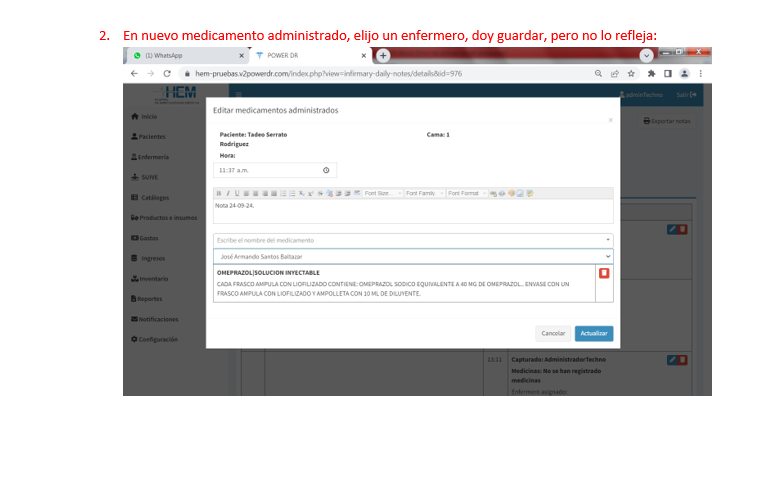 2. En nuevo medicamento administrado, elijo un enfermero, doy guardar, pero no lo refleja:
(1) WhatsApp
POWER DR
hem-pruebas.v2powerdr.com/index.php?view=infirmary-daily-notes/details&id=976
HEM
adminTechno Salir
Exportar notas
Inicio
Pacientes
Enfermería
SUIVE
Catálogos
Productos e insumos
Gastos
Ingresos
Inventario
Reportes
Notificaciones
Configuración
Editar medicamentos administrados
Paciente: Tadeo Serrato Rodriguez
Cama: 1
Hora:
11:37 a.m.
B I U
Font Size... Font Family. Font Format
Nota 24-09-24.
Escribe el nombre del medicamento
José Armando Santos Baltazar
OMEPRAZOL|SOLUCION INYECTABLE
CADA FRASCO AMPULA CON LIOFILIZADO CONTIENE: OMEPRAZOL SODICO EQUIVALENTE A 40 MG DE OMEPRAZOL.. ENVASE CON UN
FRASCO AMPULA CON LIOFILIZADO Y AMPOLLETA CON 10 ML DE DILUYENTE.
Cancelar Actualizar
13:11 Capturado: AdministradorTechno
Medicinas: No se han registrado
medicinas
Enfermero asignado: